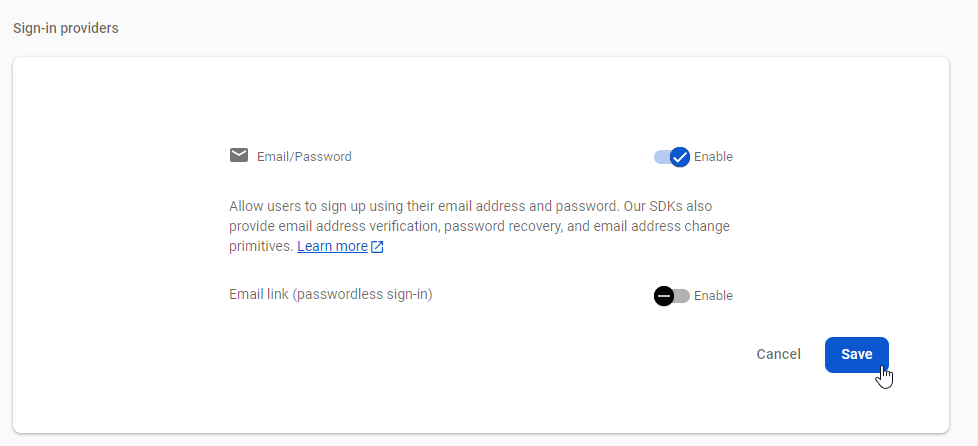 Sign-in providers
Email/Password
Enable
Allow users to sign up using their email address and password. Our SDKs also
provide email address verification, password recovery, and email address change
primitives. Learn more
Email link (passwordless sign-in)
Enable
Cancel
Save